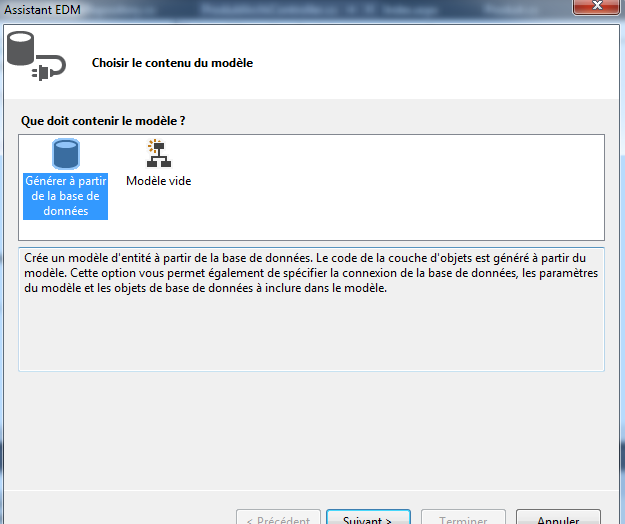 Assistant EDM
Choisir le contenu du modèle
Que doit contenir le modèle ?
Générer à partir
de la base de
données
Modèle vide
Crée un modèle d'entité à partir de la base de données. Le code de la couche d'objets est généré à partir du
modèle. Cette option vous permet également de spécifier la connexion de la base de données, les paramètres
du modèle et les objets de base de données à inclure dans le modèle.
< Précédent
Suivant >
Terminer
Annuler